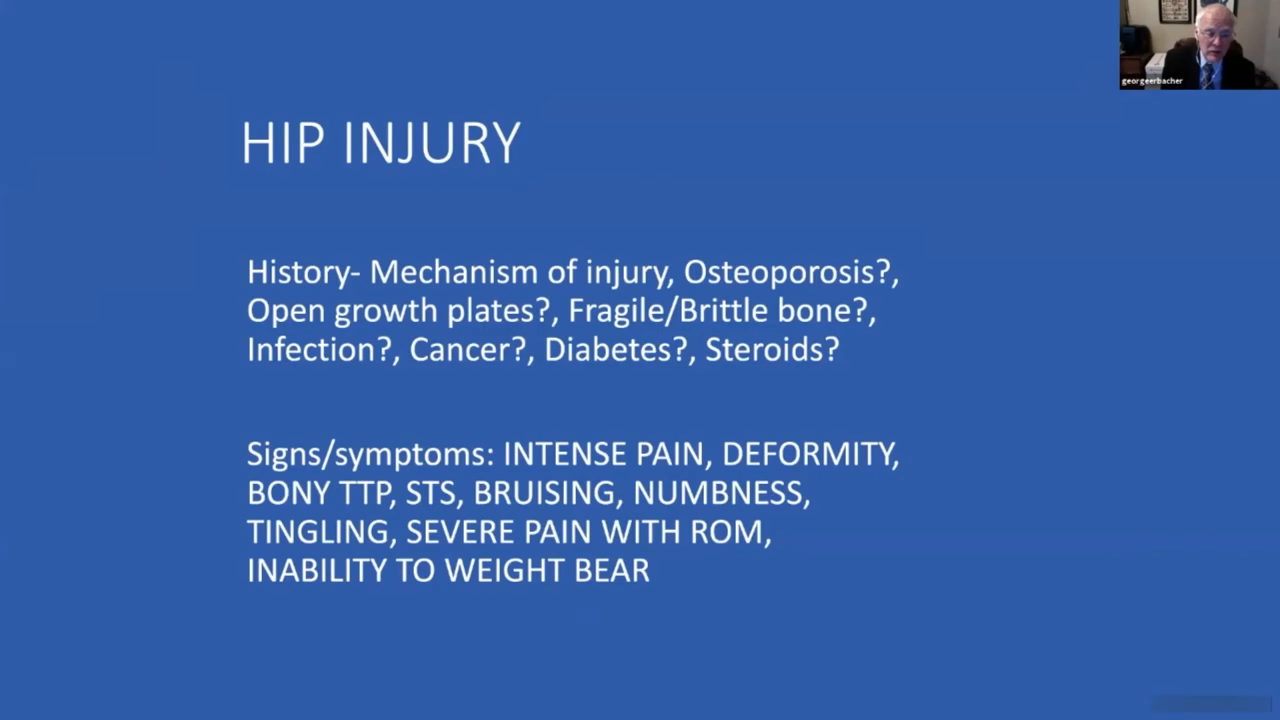 georgeerbacher
HIP INJURY
History- Mechanism of injury, Osteoporosis?,
Open growth plates?, Fragile/Brittle bone?,
Infection?, Cancer?, Diabetes?, Steroids?
Signs/symptoms: INTENSE PAIN, DEFORMITY,
BONY TTP, STS, BRUISING, NUMBNESS,
TINGLING, SEVERE PAIN WITH ROM,
INABILITY TO WEIGHT BEAR